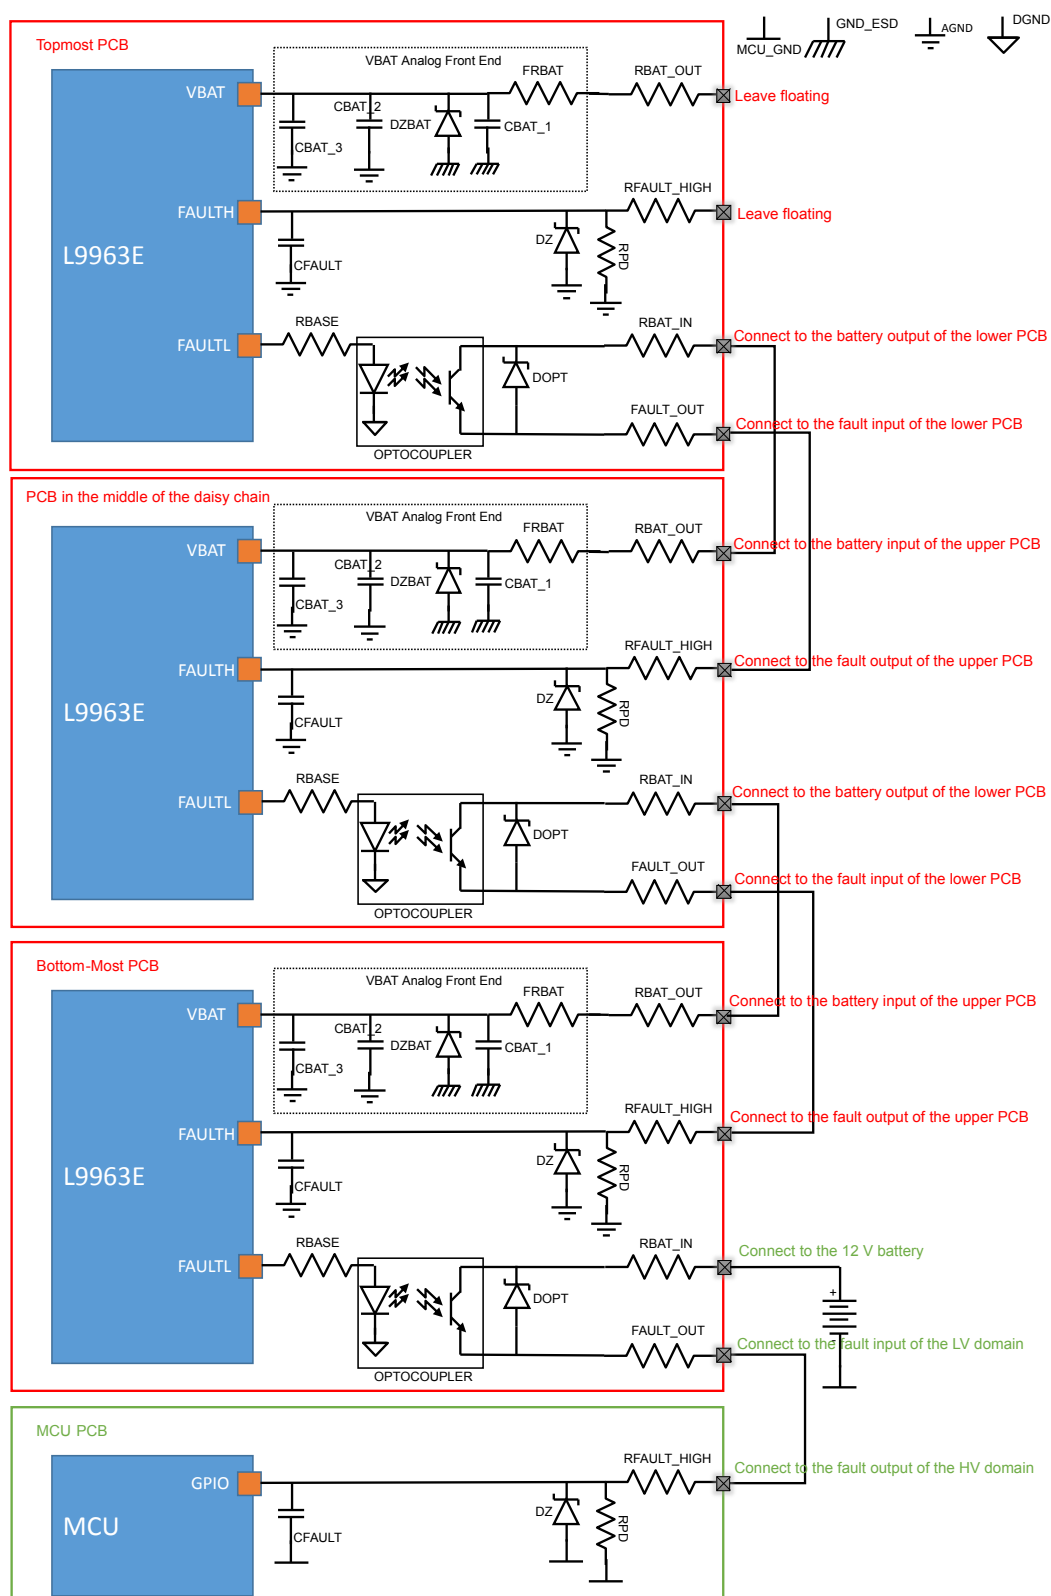 Topmost PCB
MCU_GND
GND_ESD
AGND
DGND
VBAT Analog Front End
VBAT
CBAT_3
CBAT_2
DZBAT
CBAT_1
FRBAT
RBAT_OUT
Leave floating
FAULTH
CFAULT
DZ
RPD
RFAULT_HIGH
Leave floating
L9963E
FAULTL
RBASE
OPTOCOUPLER
DOPT
RBAT_IN
Connect to the battery output of the lower PCB
FAULT_OUT
Connect to the fault input of the lower PCB
PCB in the middle of the daisy chain
VBAT Analog Front End
VBAT
CBAT_3
CBAT_2
DZBAT
CBAT_1
FRBAT
RBAT_OUT
Connect to the battery input of the upper PCB
FAULTH
CFAULT
DZ
RPD
RFAULT_HIGH
Connect to the fault output of the upper PCB
L9963E
FAULTL
RBASE
OPTOCOUPLER
DOPT
RBAT_IN
Connect to the battery output of the lower PCB
FAULT_OUT
Connect to the fault input of the lower PCB
Bottom-Most PCB
VBAT Analog Front End
VBAT
CBAT_3
CBAT_2
DZBAT
CBAT_1
FRBAT
RBAT_OUT
Connect to the battery input of the upper PCB
FAULTH
CFAULT
DZ
RPD
RFAULT_HIGH
Connect to the fault output of the upper PCB
L9963E
FAULTL
RBASE
OPTOCOUPLER
DOPT
RBAT_IN
Connect to the 12 V battery
+
-
FAULT_OUT
Connect to the fault input of the LV domain
MCU PCB
GPIO
MCU
CFAULT
DZ
RPD
RFAULT_HIGH
Connect to the fault output of the HV domain